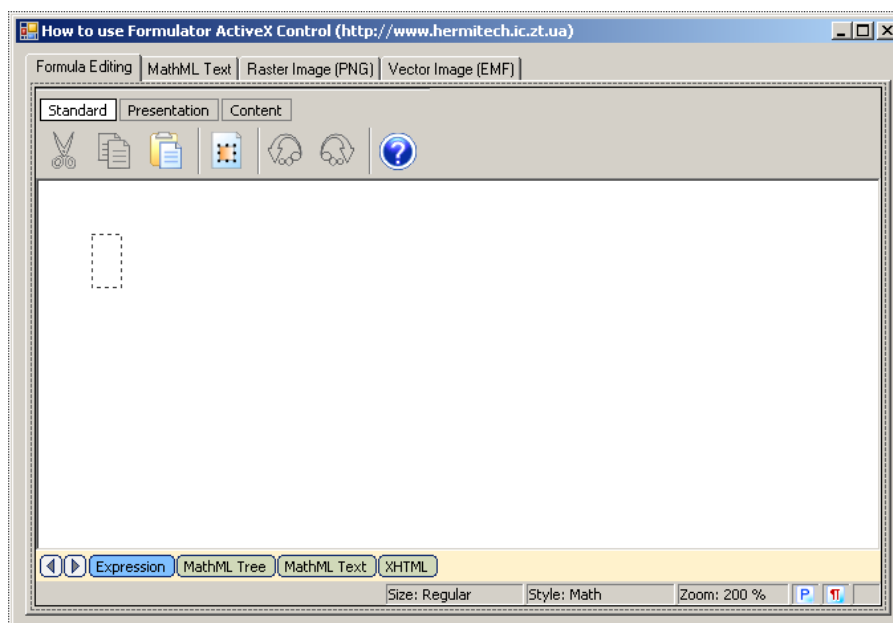 How to use Formulator ActiveX Control (http://www.hermitech.ic.zt.ua)
Formula Editing MathML Text Raster Image (PNG) Vector Image (EMF)
Standard Presentation Content
?
Expression MathML Tree MathML Text XHTML
Size: Regular Style: Math Zoom: 200 % P ¶